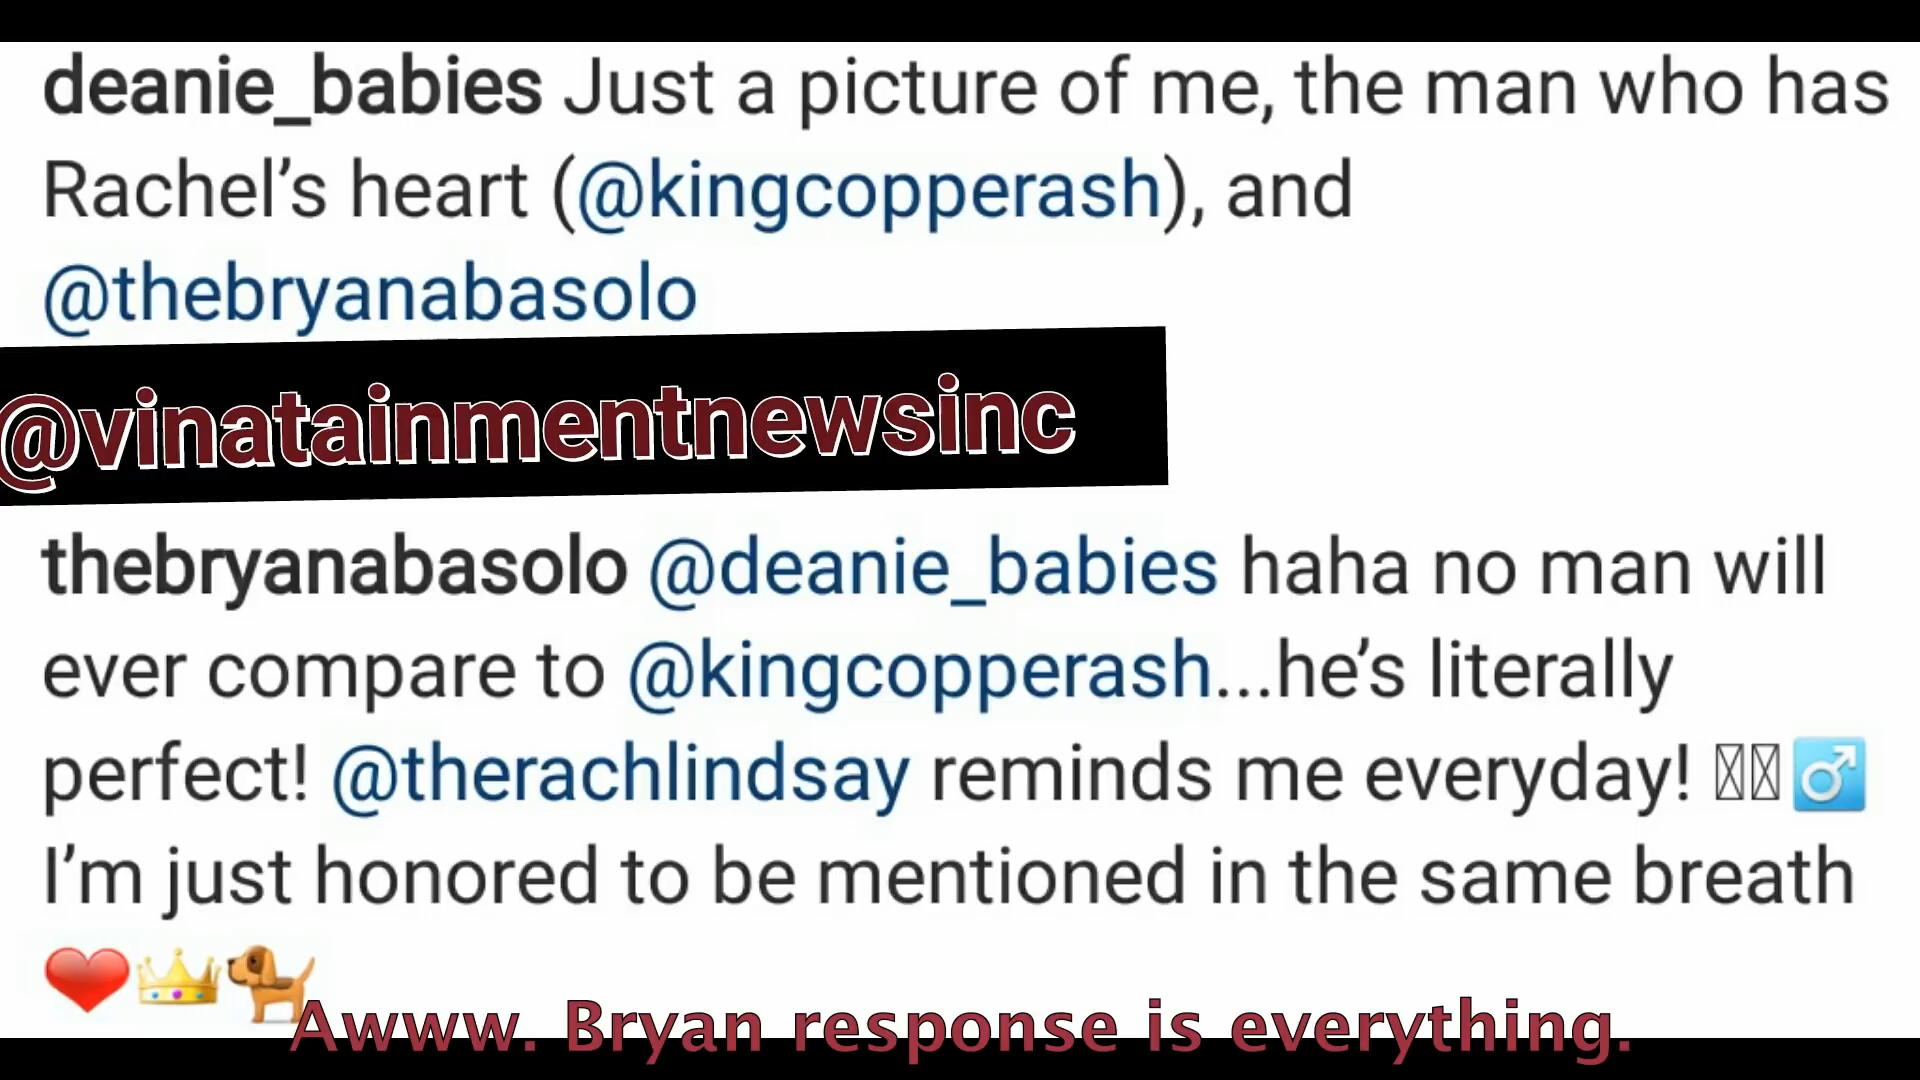 deanie_babies Just a picture of me, the man who has
Rachel’s heart (@kingcopperash), and
@thebryanabasolo
@vinatainmentnewsinc
thebryanabasolo @deanie_babies haha no man will
ever compare to @kingcopperash...he’s literally
perfect! @therachlindsay reminds me everyday! ♂️
I’m just honored to be mentioned in the same breath
❤️👑🐕
Awww. Bryan response is everything.